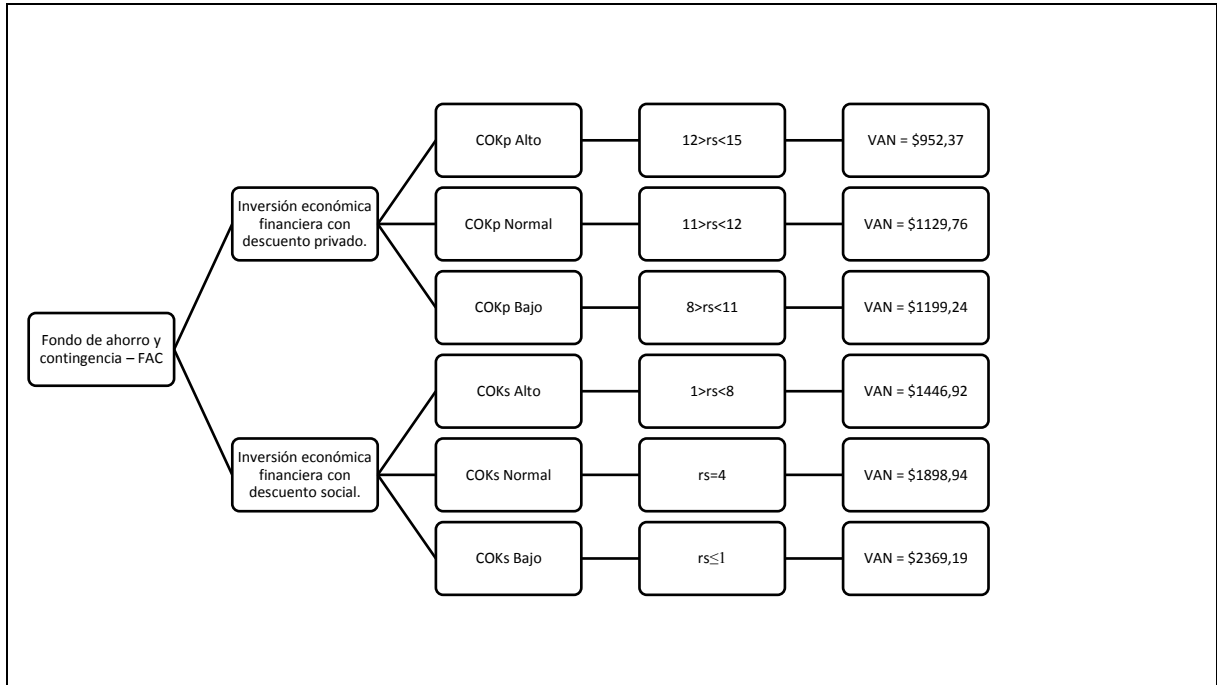 COKp Alto
12>rs<15
VAN = $952,37
Inversión económica
financiera con
descuento privado.
COKp Normal
11>rs<12
VAN = $1129,76
COKp Bajo
8>rs<11
VAN = $1199,24
Fondo de ahorro y
contingencia – FAC
COKs Alto
1>rs<8
VAN = $1446,92
Inversión económica
financiera con
descuento social.
COKs Normal
rs=4
VAN = $1898,94
COKs Bajo
rs≤1
VAN = $2369,19